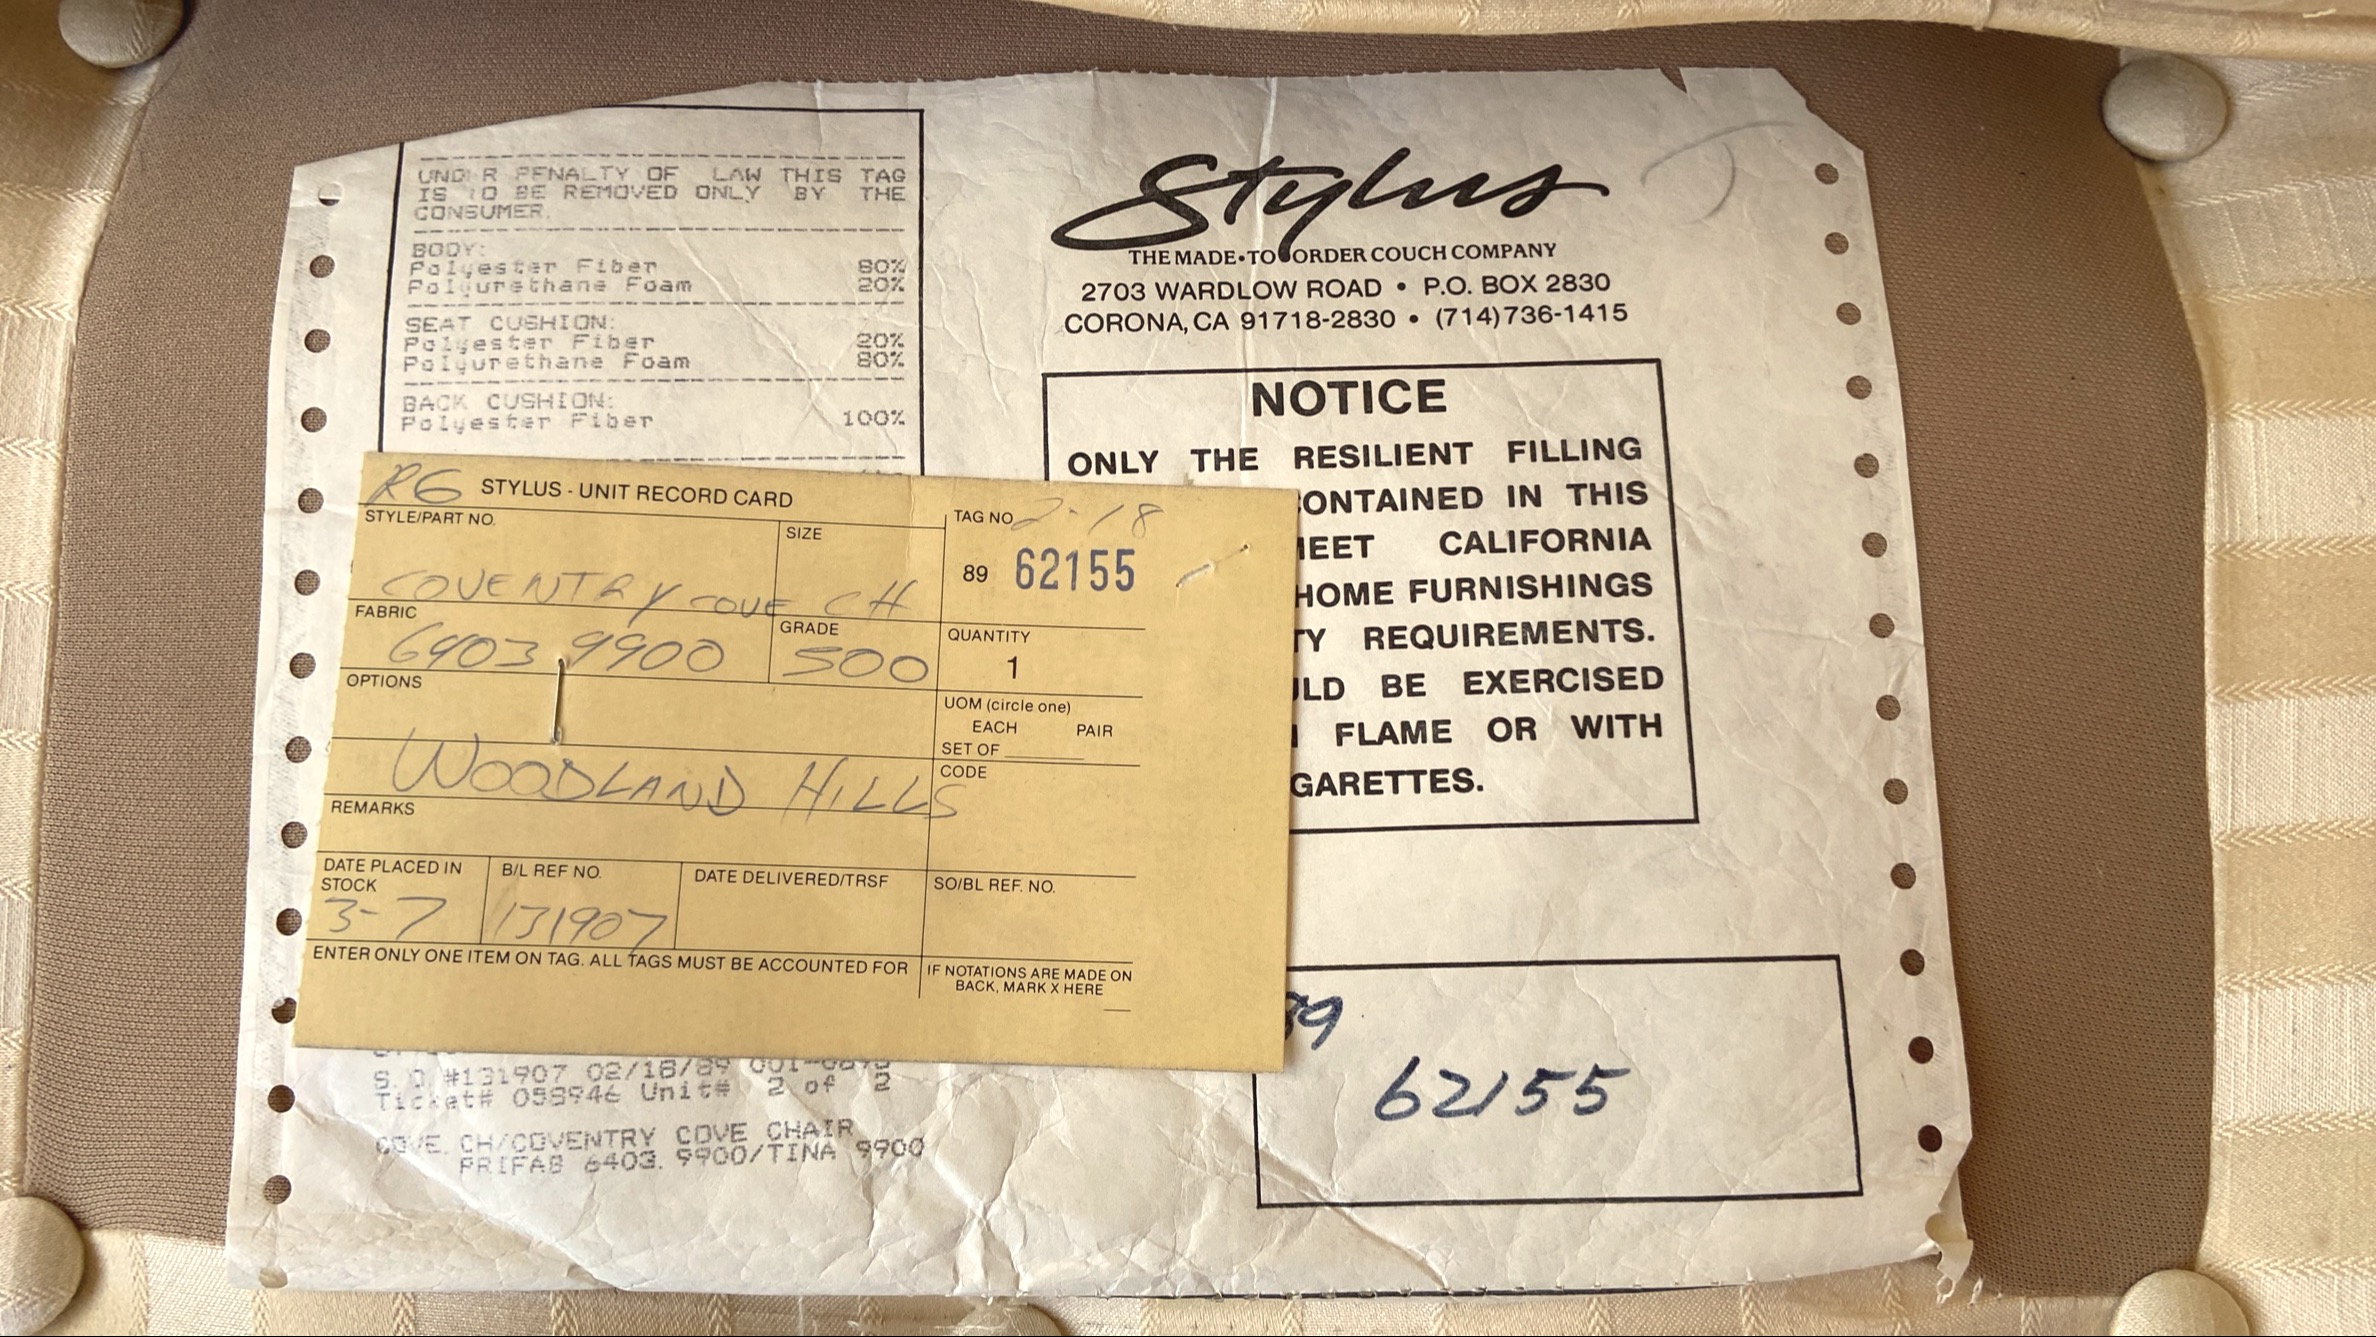 UNDER PENALTY OF LAW THIS TAG
IS TO BE REMOVED ONLY BY THE
CONSUMER.
BODY:
Polyester Fiber 80%
Polyurethane Foam 20%
SEAT CUSHION:
Polyester Fiber 20%
Polyurethane Foam 80%
BACK CUSHION:
Polyester Fiber 100%
Stylus
THE MADE•TO•ORDER COUCH COMPANY
2703 WARDLOW ROAD • P.O. BOX 2830
CORONA, CA 91718-2830 • (714)736-1415
NOTICE
ONLY THE RESILIENT FILLING
CONTAINED IN THIS
MEET CALIFORNIA
HOME FURNISHINGS
TY REQUIREMENTS.
ULD BE EXERCISED
FLAME OR WITH
GARETTES.
RG STYLUS - UNIT RECORD CARD
STYLE/PART NO.
COVENTRY COVE
SIZE
CH
TAG NO 2-18
89 62155
FABRIC
6403 9900
GRADE
500
QUANTITY
1
OPTIONS
UOM (circle one)
EACH PAIR
SET OF
WOODLAND HILLS
CODE
REMARKS
DATE PLACED IN
STOCK
3-7
B/L REF NO.
131907
DATE DELIVERED/TRSF
SO/BL REF. NO.
ENTER ONLY ONE ITEM ON TAG. ALL TAGS MUST BE ACCOUNTED FOR
IF NOTATIONS ARE MADE ON
BACK, MARK X HERE
S.O.#131907 02/18/89
Ticket# 058946 Unit# 2 of 2
COVE.CH/COVENTRY COVE CHAIR
PRIFAB 6403.9900/TINA 9900
89
62155